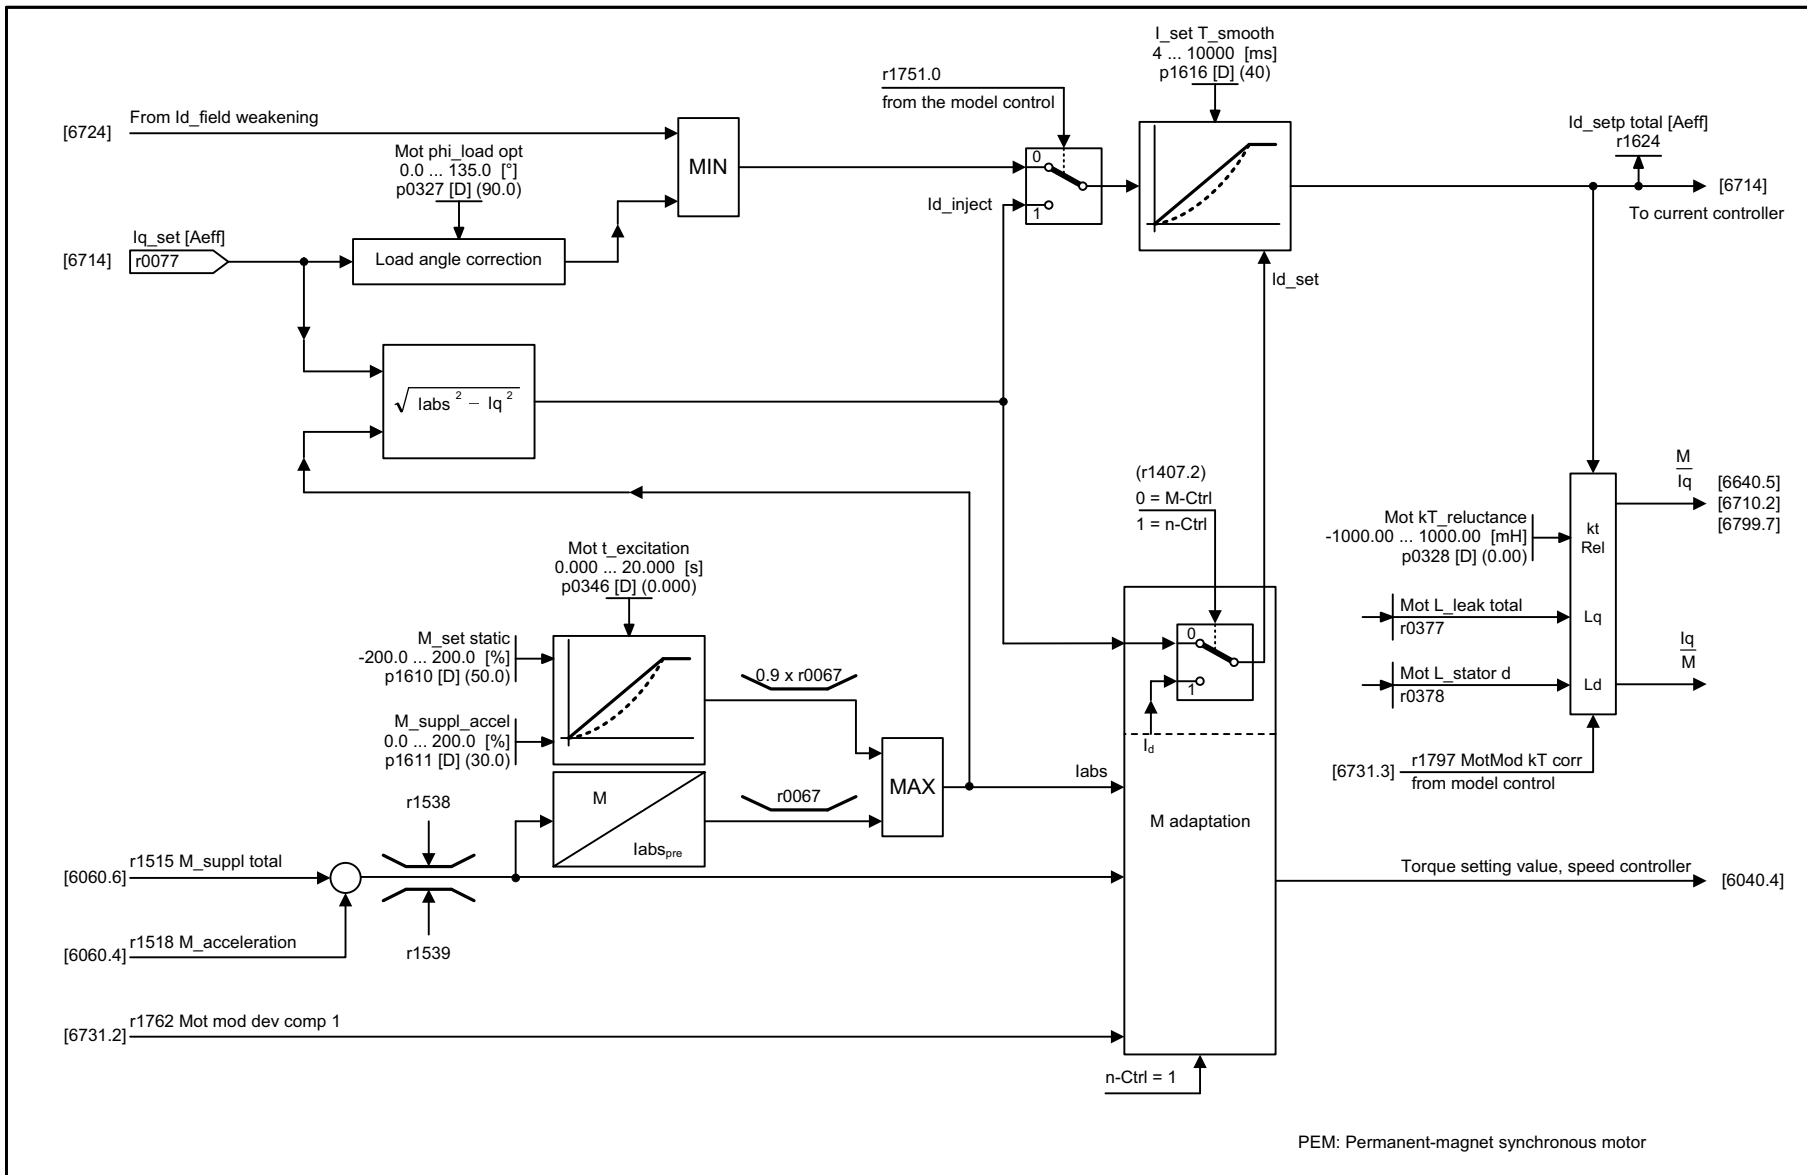 I_set T_smooth
4 ... 10000 [ms]
p1616 [D] (40)
r1751.0
from the model control
[6724]
From Id_field weakening
Mot phi_load opt
0.0 ... 135.0 [°]
p0327 [D] (90.0)
MIN
0
1
Id_inject
Id_setp total [Aeff]
r1624
[6714]
To current controller
Iq_set [Aeff]
[6714]
r0077
Load angle correction
Id_set
√ Iabs 2 – Iq 2
(r1407.2)
0 = M-Ctrl
1 = n-Ctrl
M
Iq
[6640.5]
[6710.2]
[6799.7]
Mot kT_reluctance
-1000.00 ... 1000.00 [mH]
p0328 [D] (0.00)
kt
Rel
Mot L_leak total
r0377
Lq
Iq
M
Mot L_stator d
r0378
Ld
Mot t_excitation
0.000 ... 20.000 [s]
p0346 [D] (0.000)
M_set static
-200.0 ... 200.0 [%]
p1610 [D] (50.0)
M_suppl_accel
0.0 ... 200.0 [%]
p1611 [D] (30.0)
0.9 x r0067
0
1
Id
[6731.3]
r1797 MotMod kT corr
from model control
MAX
Iabs
M
Iabspre
r0067
M adaptation
r1538
[6060.6]
r1515 M_suppl total
Torque setting value, speed controller
[6040.4]
[6060.4]
r1518 M_acceleration
r1539
[6731.2]
r1762 Mot mod dev comp 1
n-Ctrl = 1
PEM: Permanent-magnet synchronous motor